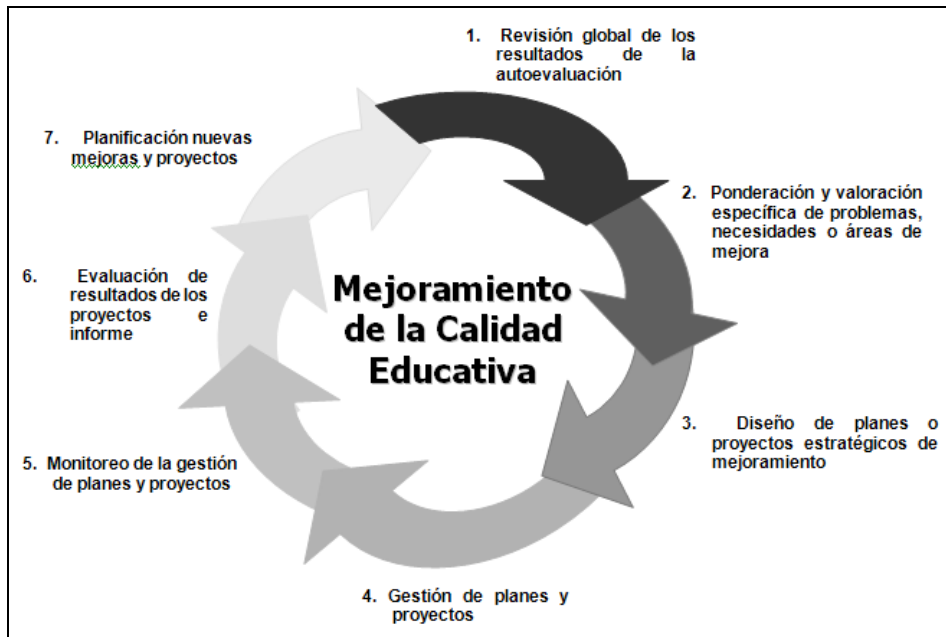 1. Revisión global de los
resultados de la
autoevaluación
2. Ponderación y valoración
específica de problemas,
necesidades o áreas de
mejora
3. Diseño de planes o
proyectos estratégicos de
mejoramiento
4. Gestión de planes y
proyectos
5. Monitoreo de la gestión
de planes y proyectos
6. Evaluación de
resultados de los
proyectos e
informe
7. Planificación nuevas
mejoras y proyectos
Mejoramiento
de la Calidad
Educativa